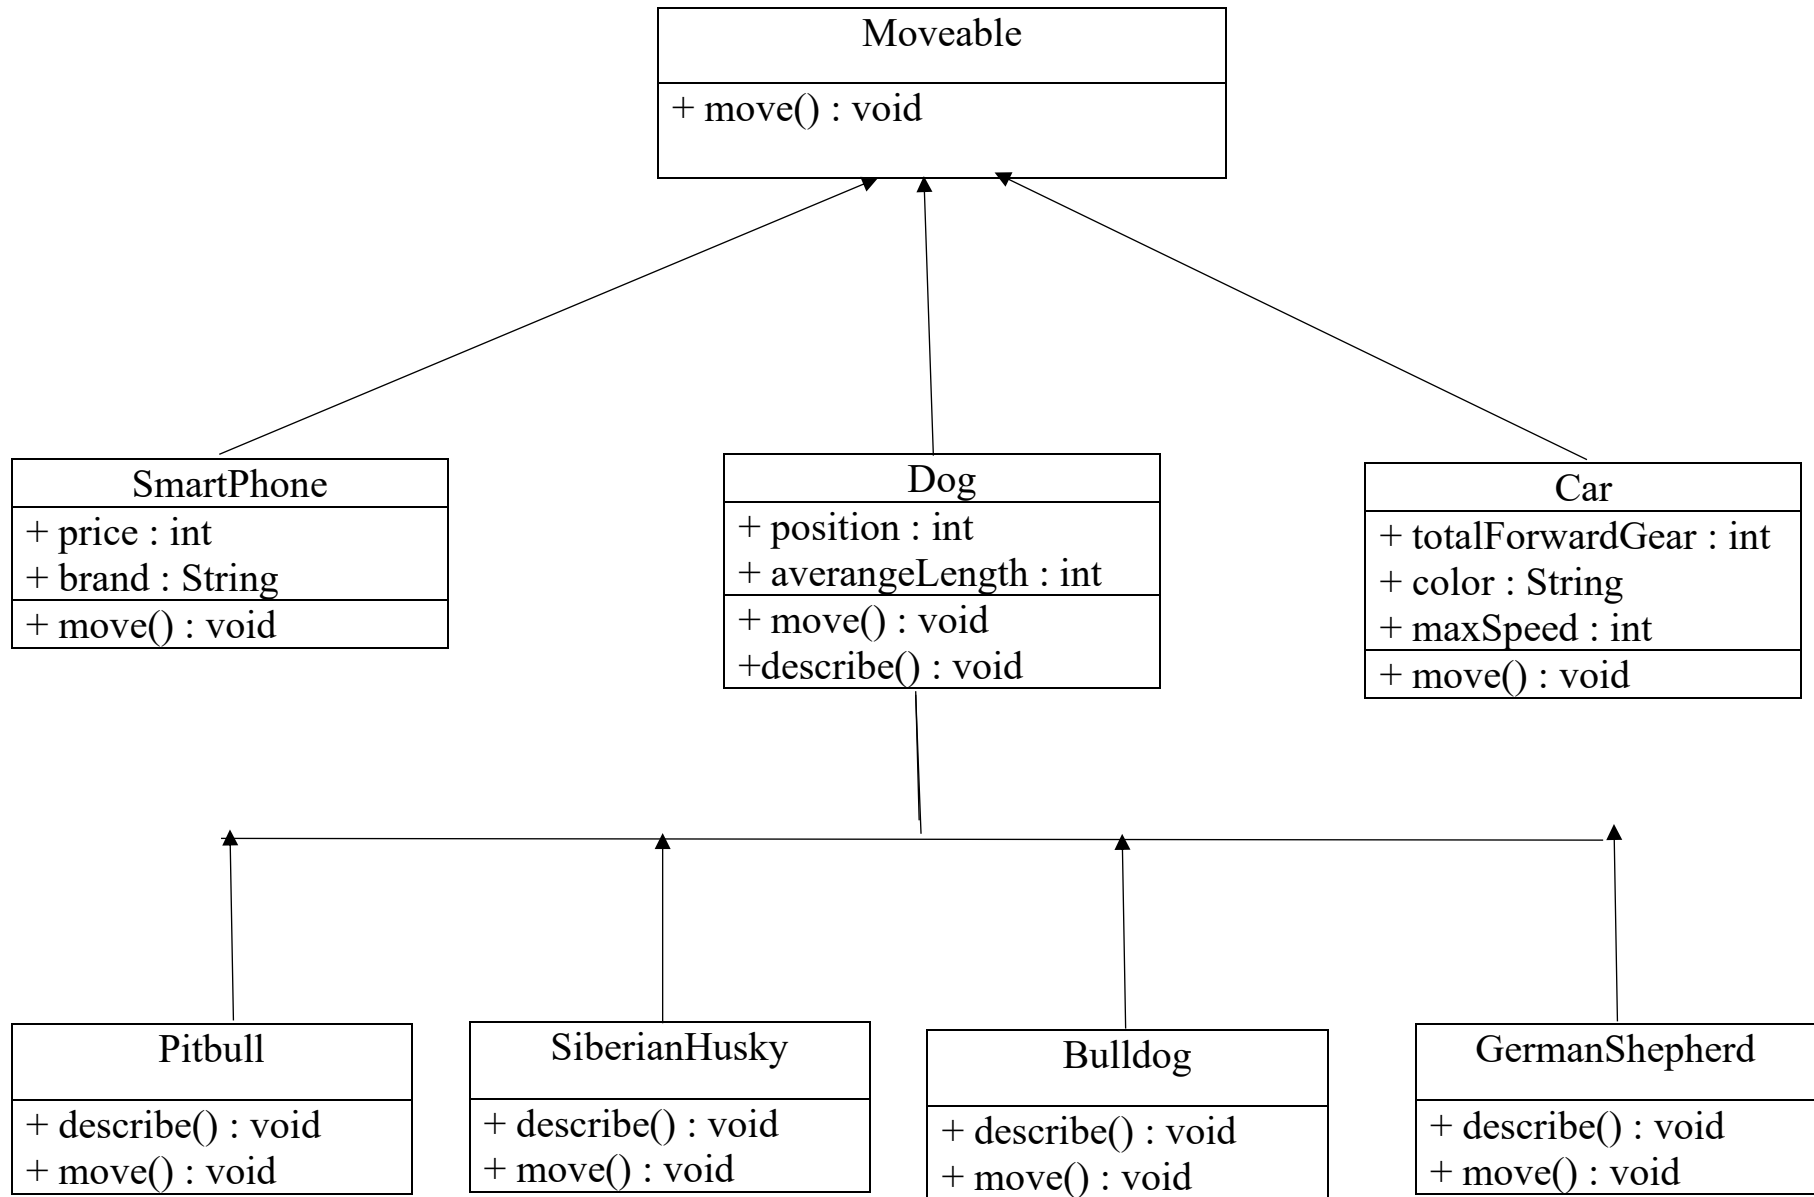 Moveable
+ move() : void
SmartPhone
+ price : int
+ brand : String
+ move() : void
Dog
+ position : int
+ averangeLength : int
+ move() : void
+describe() : void
Car
+ totalForwardGear : int
+ color : String
+ maxSpeed : int
+ move() : void
Pitbull
+ describe() : void
+ move() : void
SiberianHusky
+ describe() : void
+ move() : void
Bulldog
+ describe() : void
+ move() : void
GermanShepherd
+ describe() : void
+ move() : void